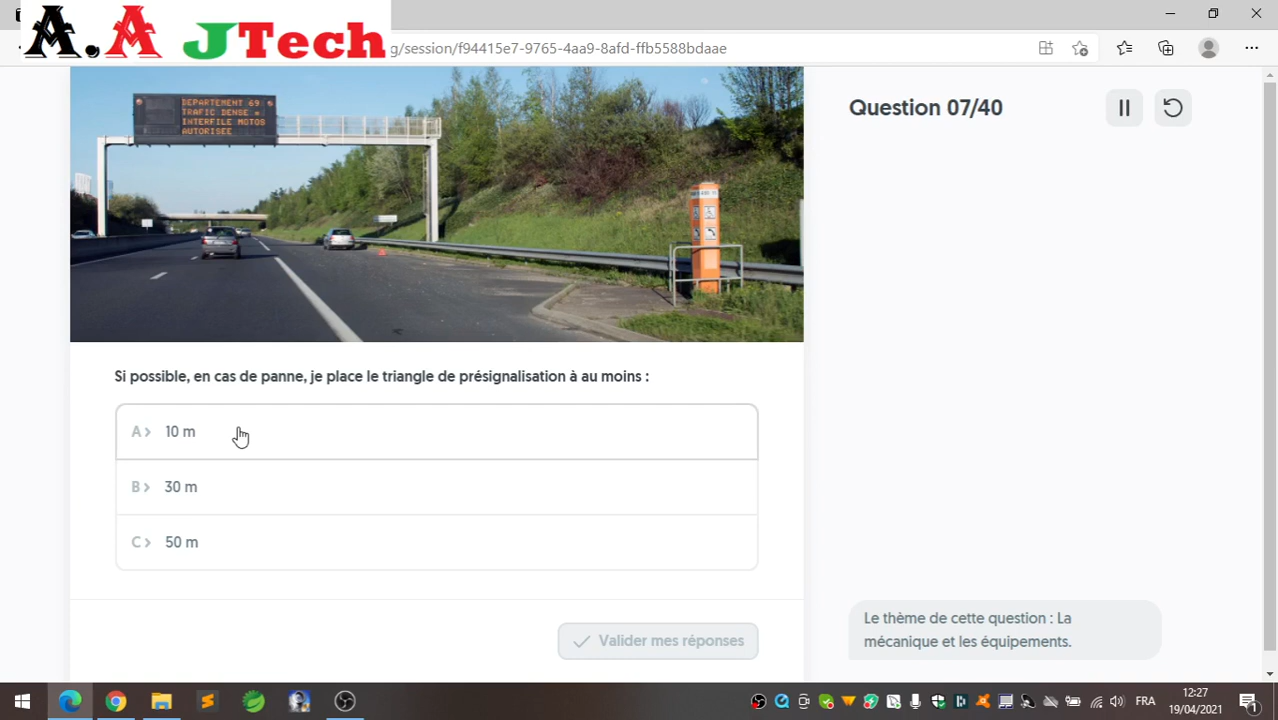 A.A JTech
g/session/f94415e7-9765-4aa9-8afd-ffb5588bdaae
DEPARTEMENT 69
TRAFIC DENSE =
INTERFILE MOTOS
AUTORISEE
Question 07/40
Si possible, en cas de panne, je place le triangle de présignalisation à au moins :
A > 10 m
B > 30 m
C > 50 m
Valider mes réponses
Le thème de cette question : La
mécanique et les équipements.
FRA
12:27
19/04/2021
1